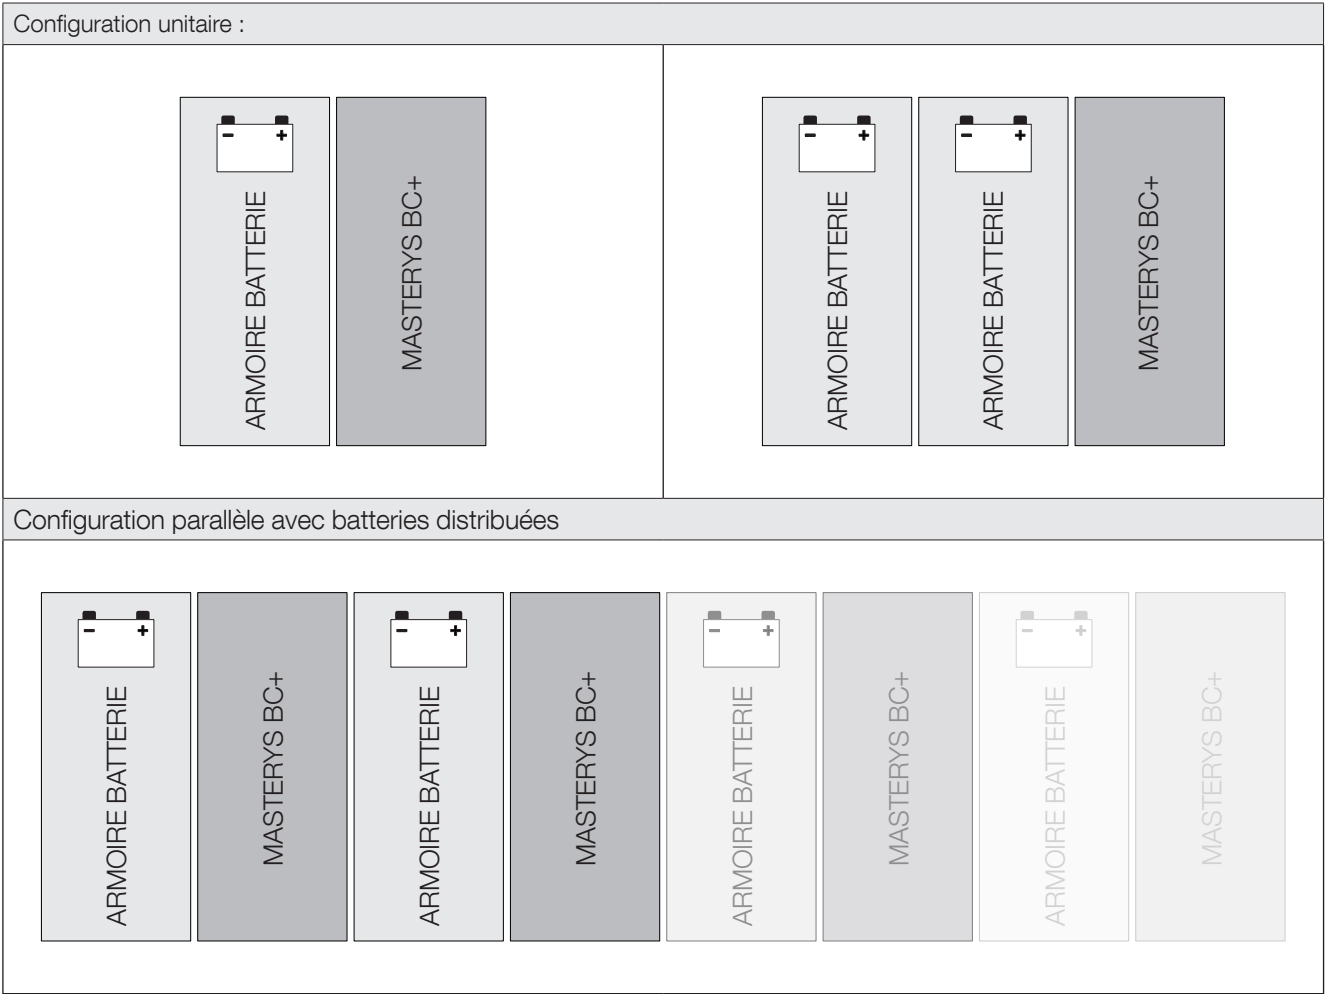 Configuration unitaire :
- +
ARMOIRE BATTERIE
MASTERYS BC+
- +
ARMOIRE BATTERIE
- +
ARMOIRE BATTERIE
MASTERYS BC+
Configuration parallèle avec batteries distribuées
- +
ARMOIRE BATTERIE
MASTERYS BC+
- +
ARMOIRE BATTERIE
MASTERYS BC+
- +
ARMOIRE BATTERIE
MASTERYS BC+
- +
ARMOIRE BATTERIE
MASTERYS BC+